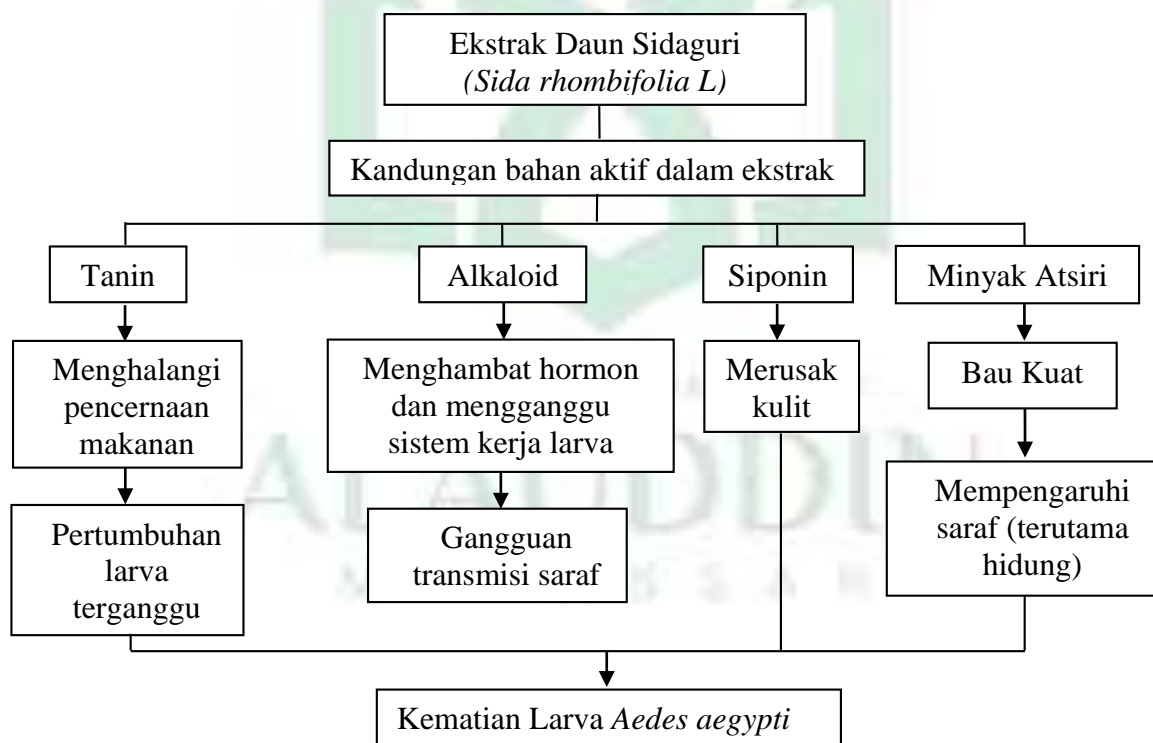 Ekstrak Daun Sidaguri
(Sida rhombifolia L)
Kandungan bahan aktif dalam ekstrak
Tanin
Alkaloid
Siponin
Minyak Atsiri
Menghalangi
pencernaan
makanan
Menghambat hormon
dan mengganggu
sistem kerja larva
Merusak
kulit
Bau Kuat
Pertumbuhan
larva
terganggu
Gangguan
transmisi saraf
Mempengaruhi
saraf (terutama
hidung)
Kematian Larva Aedes aegypti